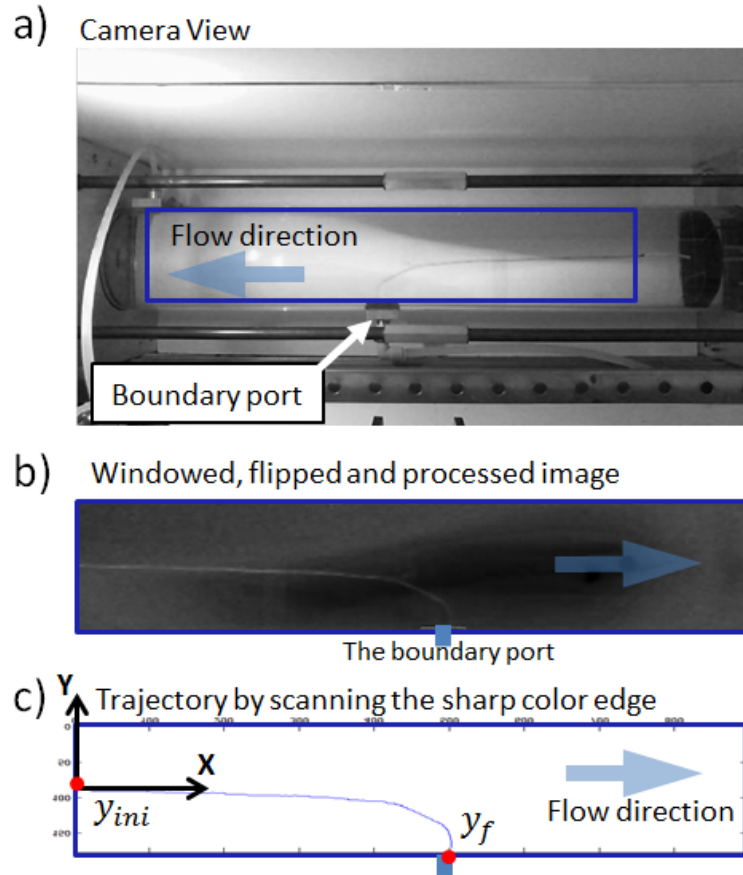 a) Camera View
Flow direction
Boundary port
b) Windowed, flipped and processed image
The boundary port
c) Trajectory by scanning the sharp color edge
Y
X
y_ini
y_f
Flow direction